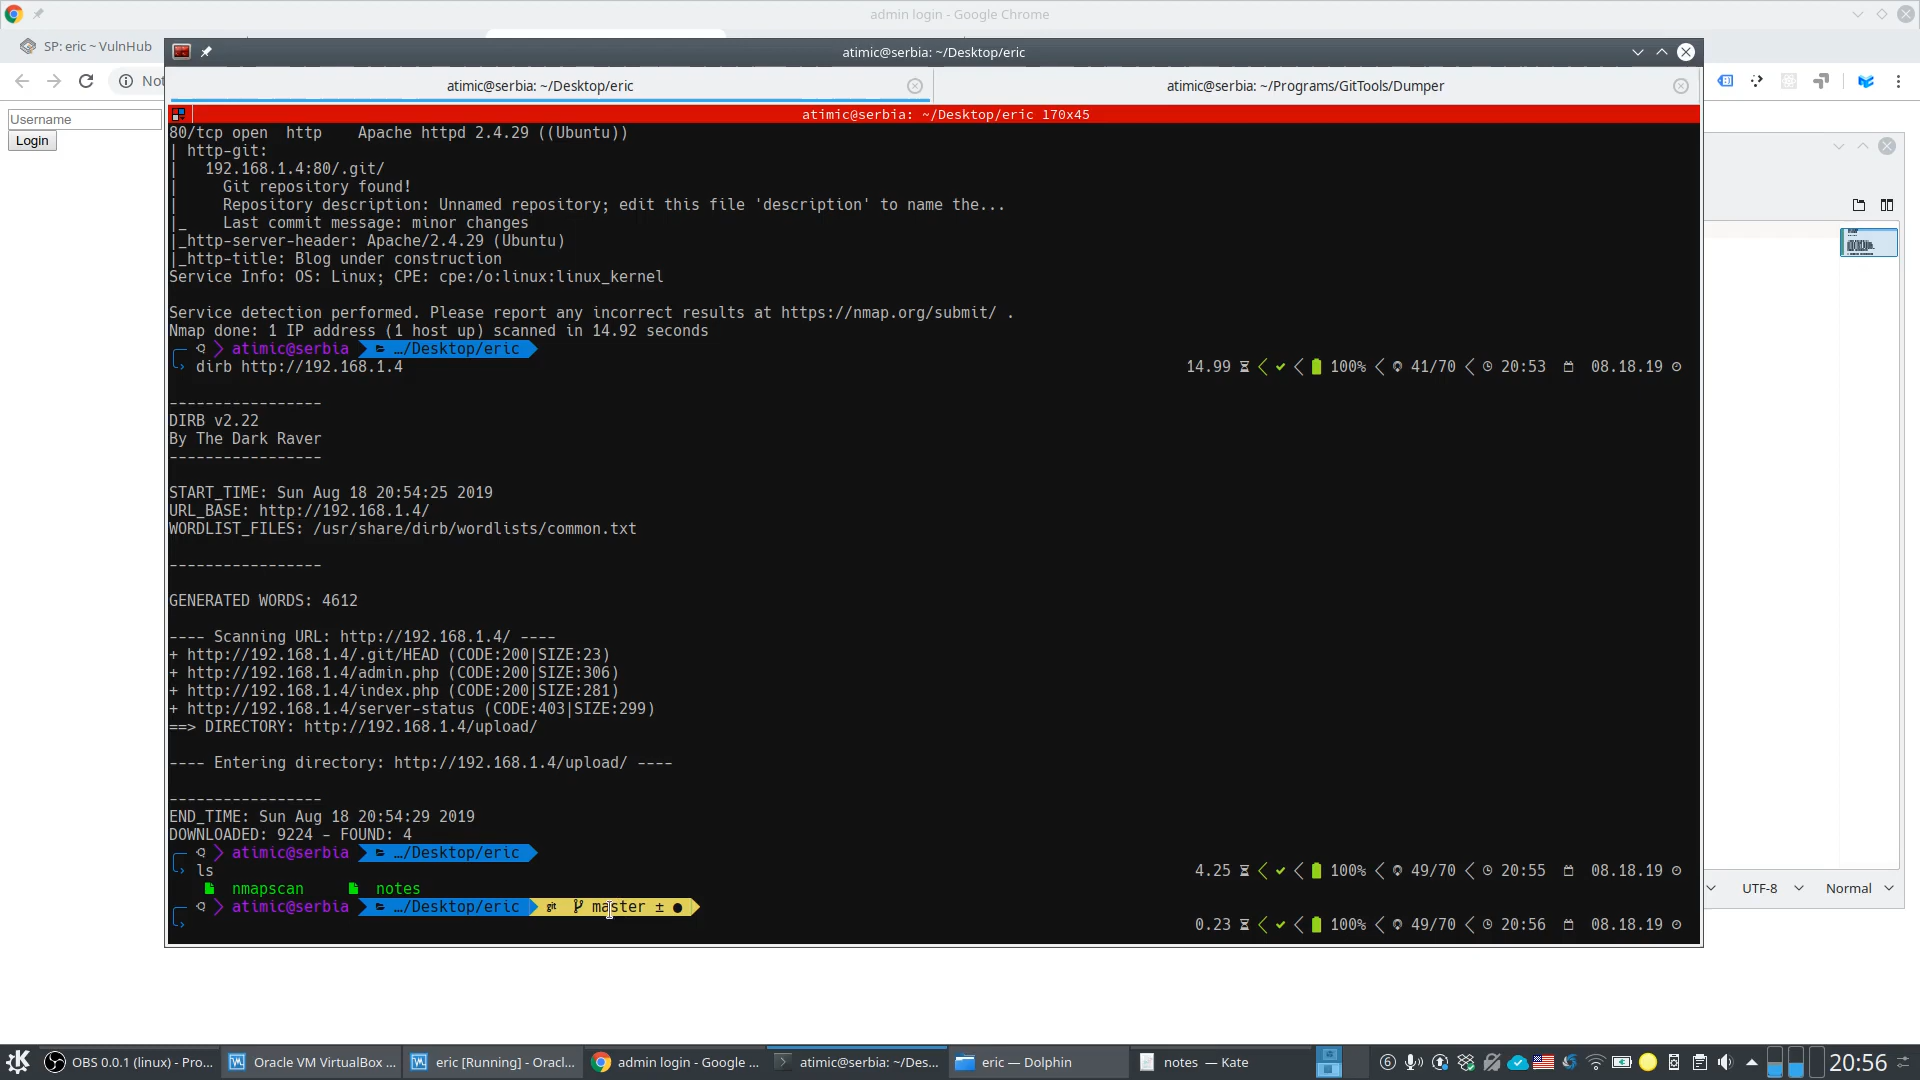 admin login - Google Chrome
SP: eric ~ VulnHub
Not
Username
Login
atimic@serbia: ~/Desktop/eric
atimic@serbia: ~/Desktop/eric
atimic@serbia: ~/Programs/GitTools/Dumper
atimic@serbia: ~/Desktop/eric 170x45
80/tcp open  http    Apache httpd 2.4.29 ((Ubuntu))
| http-git:
|   192.168.1.4:80/.git/
|     Git repository found!
|     Repository description: Unnamed repository; edit this file 'description' to name the...
|_    Last commit message: minor changes
|_http-server-header: Apache/2.4.29 (Ubuntu)
|_http-title: Blog under construction
Service Info: OS: Linux; CPE: cpe:/o:linux:linux_kernel
Service detection performed. Please report any incorrect results at https://nmap.org/submit/ .
Nmap done: 1 IP address (1 host up) scanned in 14.92 seconds
atimic@serbia …/Desktop/eric
dirb http://192.168.1.4 14.99 100% 41/70 20:53 08.18.19
-----------------
DIRB v2.22
By The Dark Raver
-----------------
START_TIME: Sun Aug 18 20:54:25 2019
URL_BASE: http://192.168.1.4/
WORDLIST_FILES: /usr/share/dirb/wordlists/common.txt
-----------------
GENERATED WORDS: 4612
---- Scanning URL: http://192.168.1.4/ ----
+ http://192.168.1.4/.git/HEAD (CODE:200|SIZE:23)
+ http://192.168.1.4/admin.php (CODE:200|SIZE:306)
+ http://192.168.1.4/index.php (CODE:200|SIZE:281)
+ http://192.168.1.4/server-status (CODE:403|SIZE:299)
==> DIRECTORY: http://192.168.1.4/upload/
---- Entering directory: http://192.168.1.4/upload/ ----
-----------------
END_TIME: Sun Aug 18 20:54:29 2019
DOWNLOADED: 9224 - FOUND: 4
atimic@serbia …/Desktop/eric
ls 4.25 100% 49/70 20:55 08.18.19
nmapscan notes
atimic@serbia …/Desktop/eric git master ± ●
0.23 100% 49/70 20:56 08.18.19
UTF-8 Normal
OBS 0.0.1 (linux) - Pro...
Oracle VM VirtualBox ...
eric [Running] - Oracl...
admin login - Google ...
atimic@serbia: ~/Des...
eric — Dolphin
notes — Kate
6
20:56